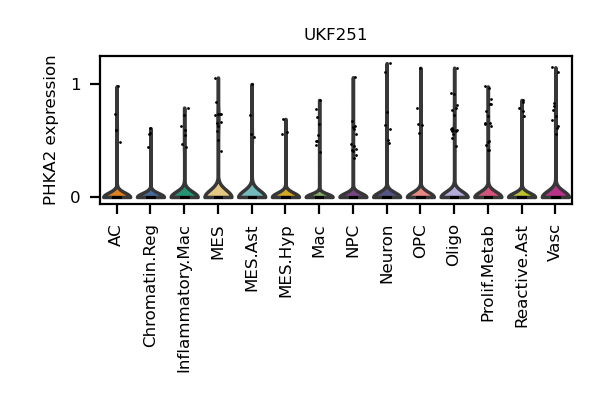 UKF251
PHKA2 expression
1
0
AC
Chromatin.Reg
Inflammatory.Mac
MES
MES.Ast
MES.Hyp
Mac
NPC
Neuron
OPC
Oligo
Prolif.Metab
Reactive.Ast
Vasc